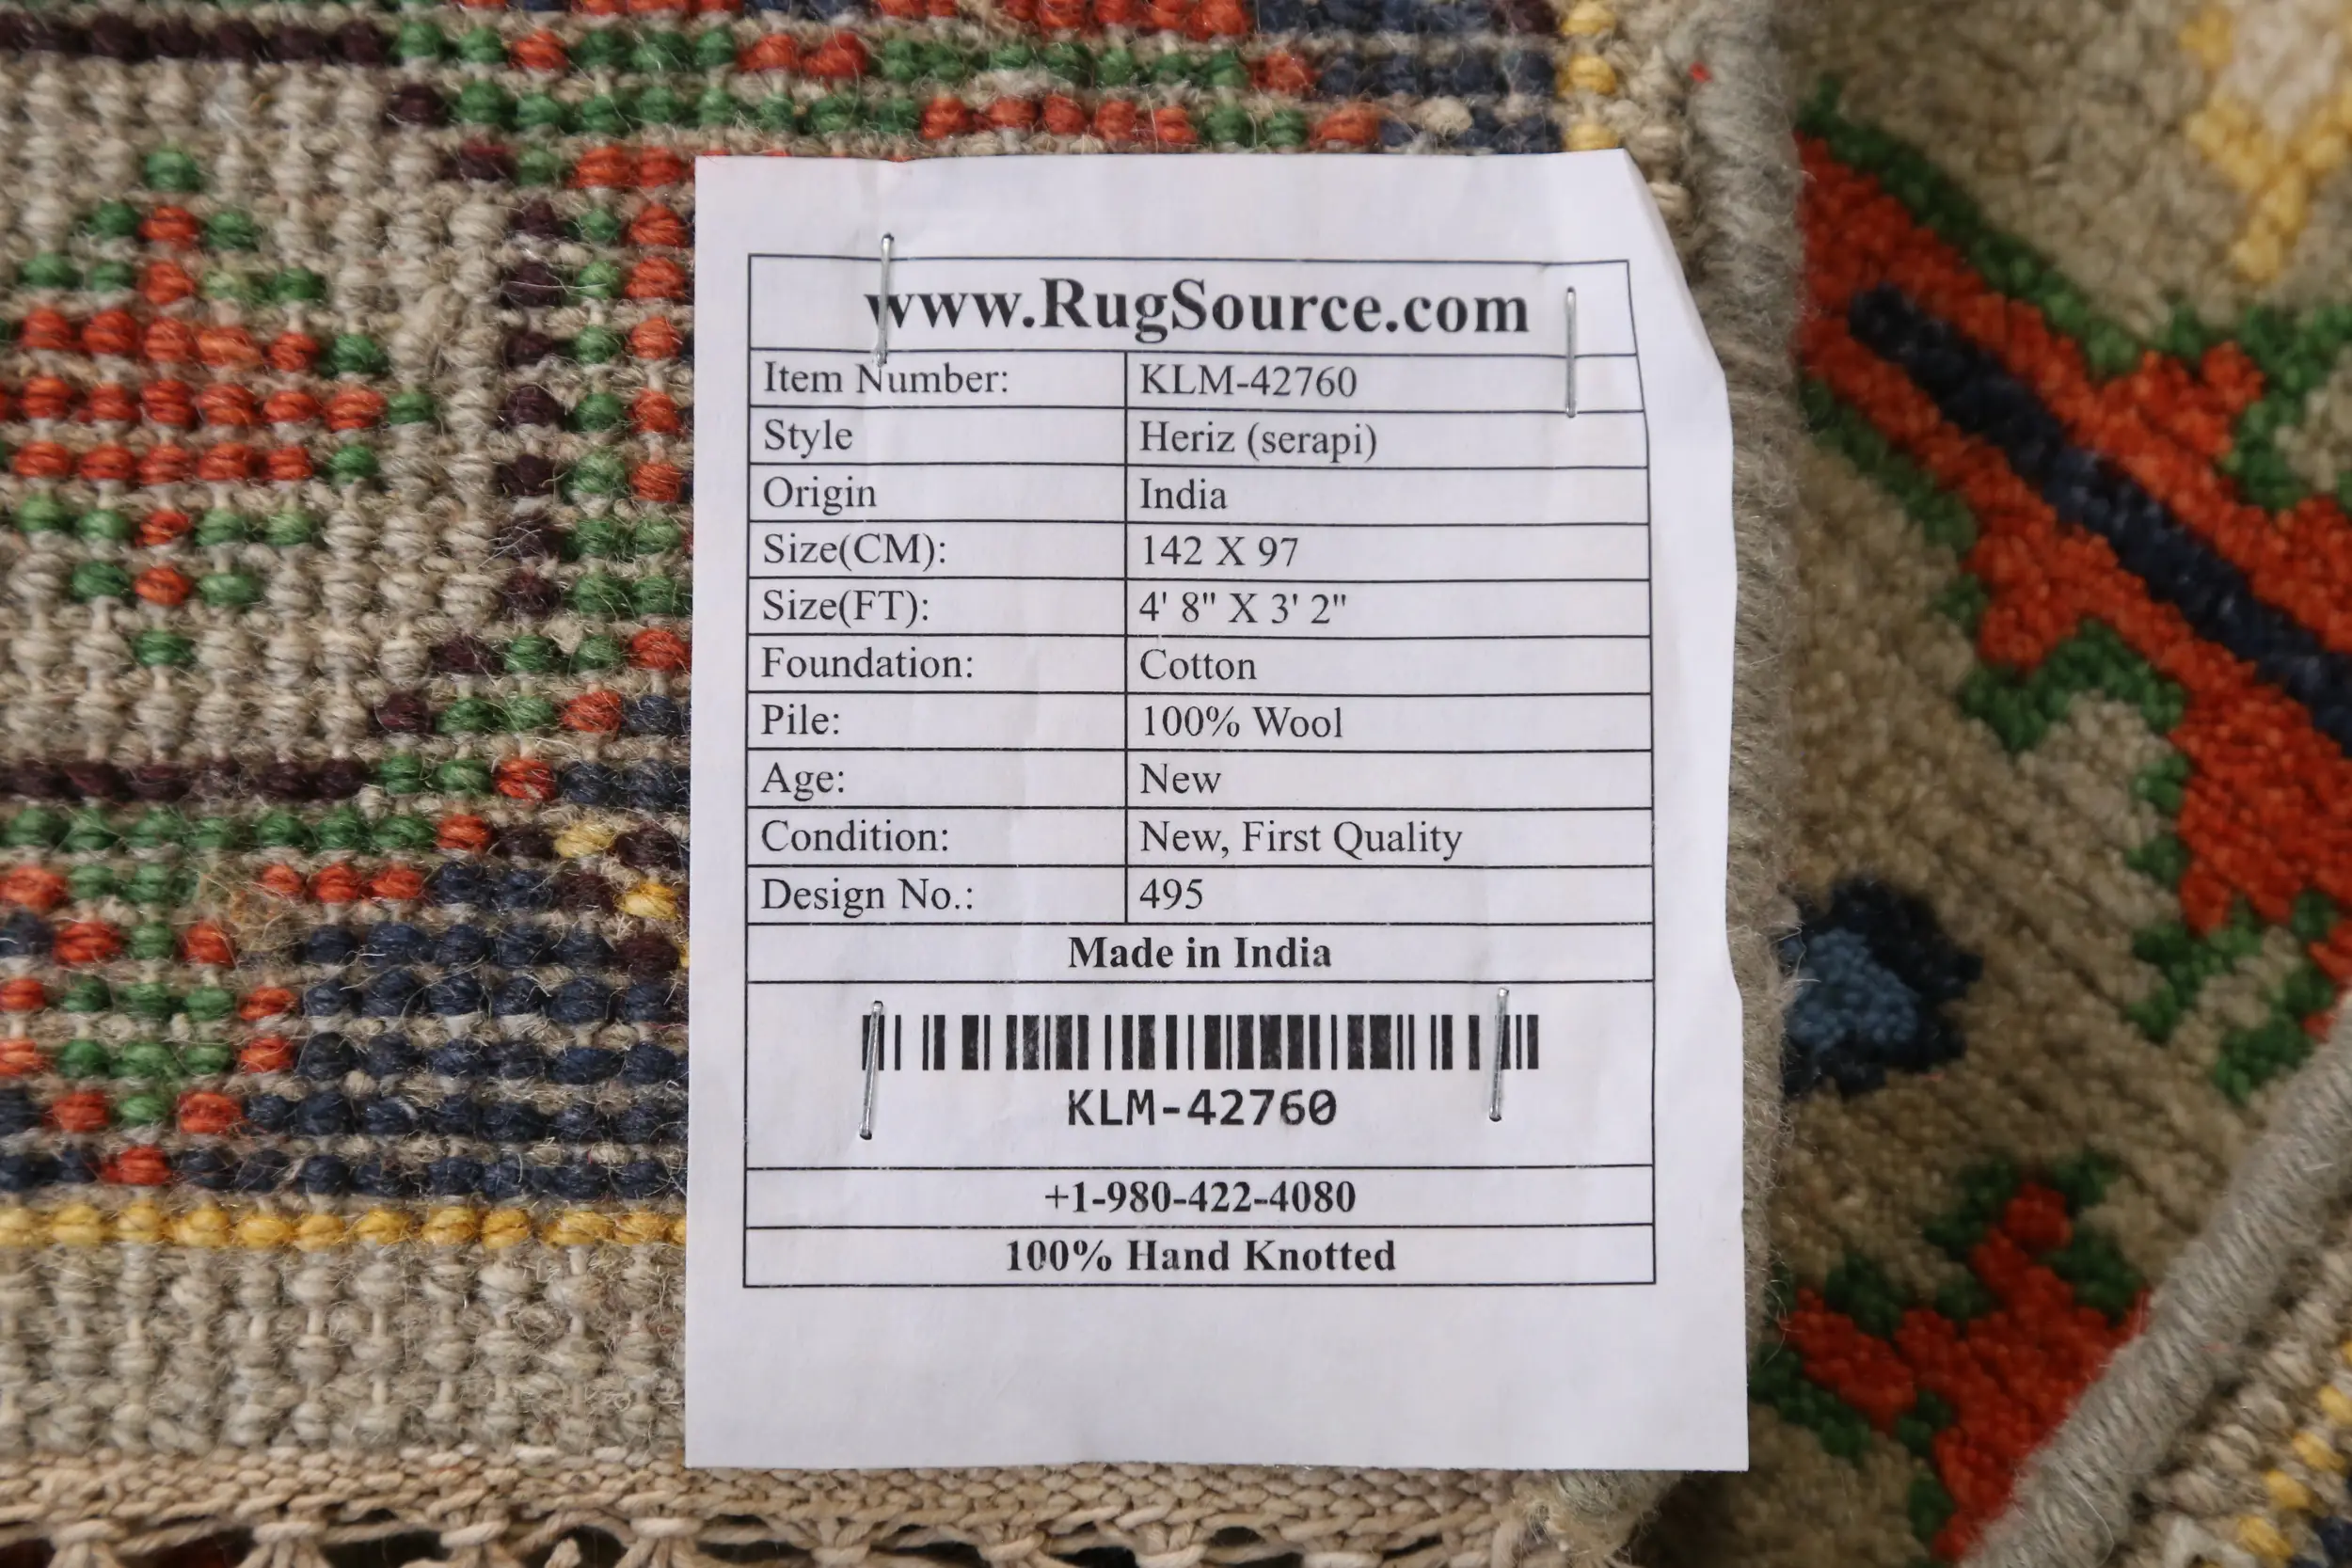 www.RugSource.com
Item Number: KLM-42760
Style Heriz (serapi)
Origin India
Size(CM): 142 X 97
Size(FT): 4' 8" X 3' 2"
Foundation: Cotton
Pile: 100% Wool
Age: New
Condition: New, First Quality
Design No.: 495
Made in India
KLM-42760
+1-980-422-4080
100% Hand Knotted